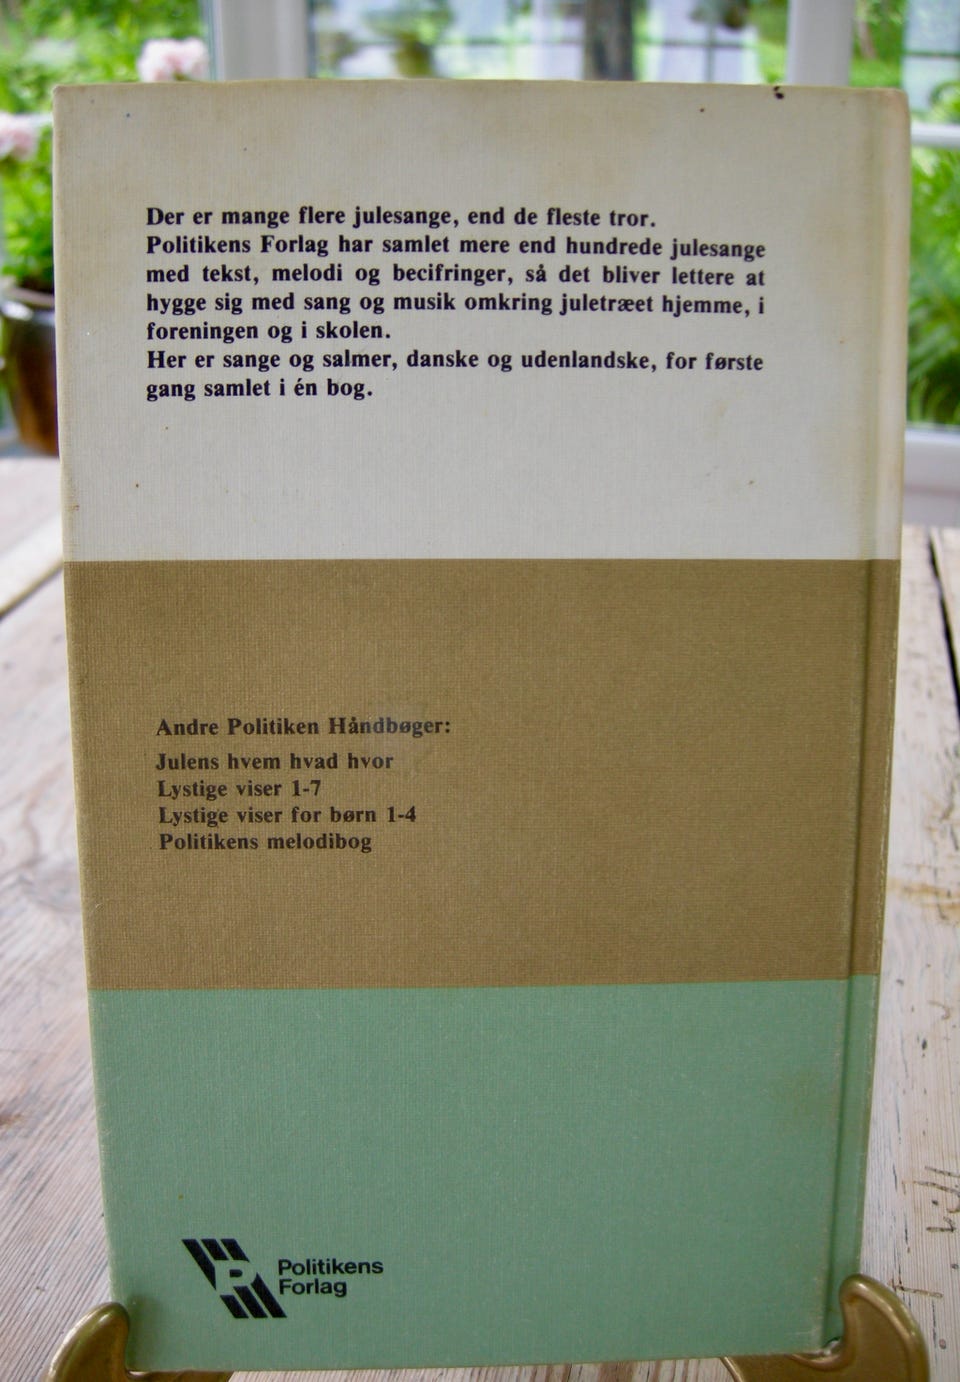 Der er mange flere julesange, end de fleste tror.
Politikens Forlag har samlet mere end hundrede julesange
med tekst, melodi og becifringer, så det bliver lettere at
hygge sig med sang og musik omkring juletræet hjemme, i
foreningen og i skolen.
Her er sange og salmer, danske og udenlandske, for første
gang samlet i én bog.
Andre Politiken Håndbøger:
Julens hvem hvad hvor
Lystige viser 1-7
Lystige viser for børn 1-4
Politikens melodibog
P
Politikens
Forlag